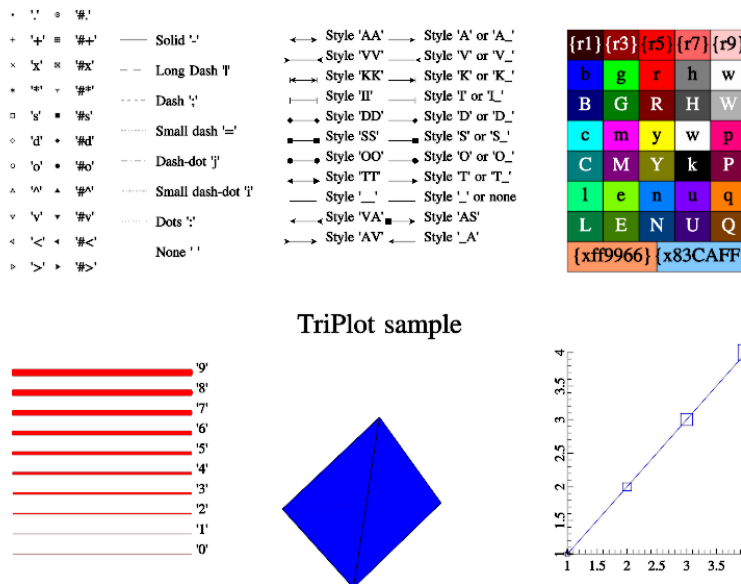 '.' '#.'
'+' '#+'
'x' '#x'
'*' '#*'
's' '#s'
'd' '#d'
'o' '#o'
'^' '#^'
'v' '#v'
'<' '#<'
'>' '#>'
Solid '-'
Long Dash '|'
Dash ';'
Small dash '='
Dash-dot 'j'
Small dash-dot 'i'
Dots ':'
None ' '
Style 'AA' Style 'A' or 'A_'
Style 'VV' Style 'V' or 'V_'
Style 'KK' Style 'K' or 'K_'
Style 'II' Style 'I' or 'I_'
Style 'DD' Style 'D' or 'D_'
Style 'SS' Style 'S' or 'S_'
Style 'OO' Style 'O' or 'O_'
Style 'TT' Style 'T' or 'T_'
Style '__' Style '_' or none
Style 'VA' Style 'AS'
Style 'AV' Style '_A'
{r1} {r3} {r5} {r7} {r9}
b g r h w
B G R H W
c m y w p
C M Y k P
l e n u q
L E N U Q
{xff9966} {x83CAFF
TriPlot sample
'9'
'8'
'7'
'6'
'5'
'4'
'3'
'2'
'1'
'0'
4
3.5
3
2.5
2
1.5
1
1 1.5 2 2.5 3 3.5